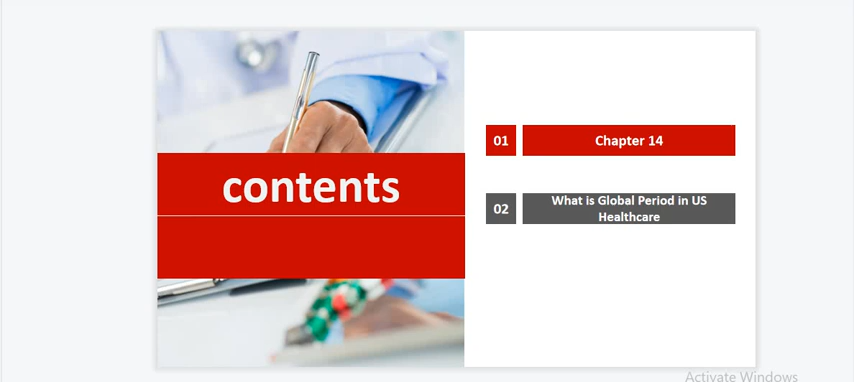 contents
01
Chapter 14
02
What is Global Period in US
Healthcare
Activate Windows